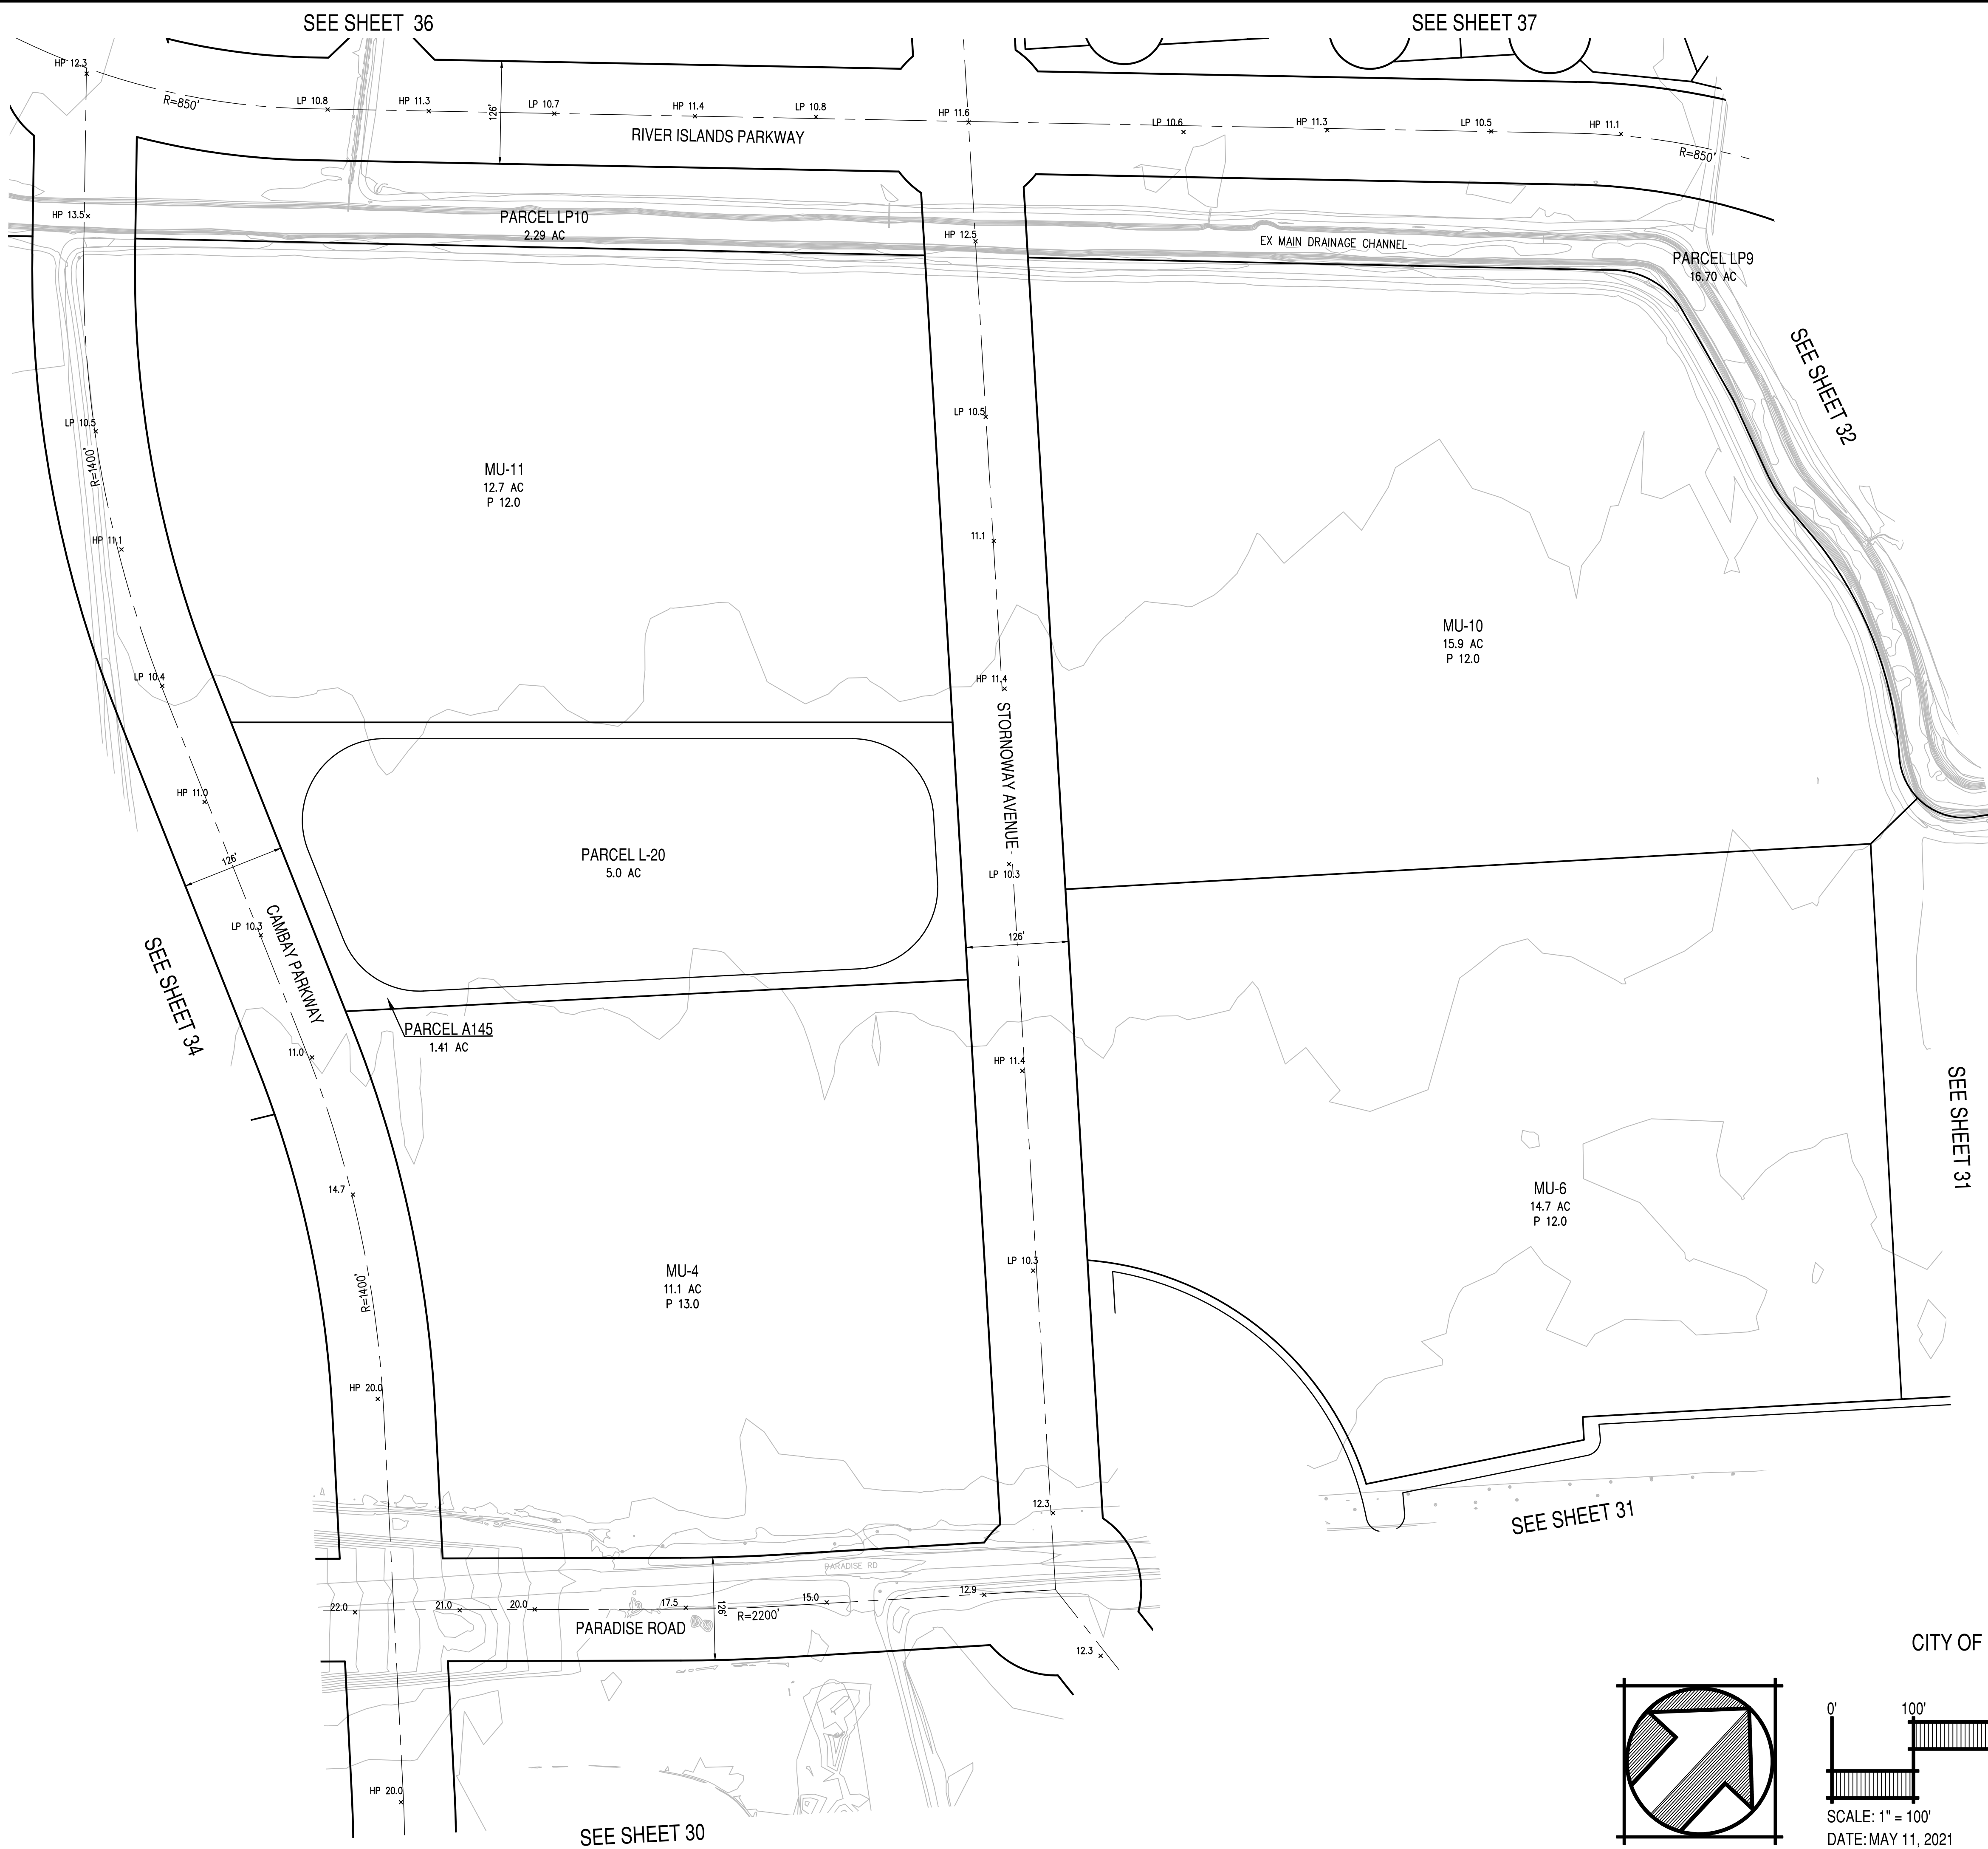 SEE SHEET 36
SEE SHEET 37
HP 12.3
R=850'
LP 10.8
HP 11.3
LP 10.7
HP 11.4
LP 10.8
HP 11.6
LP 10.6
HP 11.3
LP 10.5
HP 11.1
R=850'
126'
RIVER ISLANDS PARKWAY
HP 13.5
PARCEL LP10
2.29 AC
HP 12.5
EX MAIN DRAINAGE CHANNEL
PARCEL LP9
16.70 AC
SEE SHEET 32
LP 10.5
R=1400'
HP 11.1
LP 10.4
MU-11
12.7 AC
P 12.0
LP 10.5
11.1
HP 11.4
STORNOWAY AVENUE
MU-10
15.9 AC
P 12.0
HP 11.0
126'
PARCEL L-20
5.0 AC
LP 10.3
LP 10.3
CAMBAY PARKWAY
126'
SEE SHEET 34
PARCEL A145
1.41 AC
11.0
HP 11.4
SEE SHEET 31
14.7
R=1400'
MU-4
11.1 AC
P 13.0
LP 10.3
MU-6
14.7 AC
P 12.0
HP 20.0
12.3
SEE SHEET 31
PARADISE RD
22.0
21.0
20.0
17.5
126'
R=2200'
15.0
12.9
PARADISE ROAD
12.3
CITY OF
HP 20.0
SEE SHEET 30
0'
100'
SCALE: 1" = 100'
DATE: MAY 11, 2021